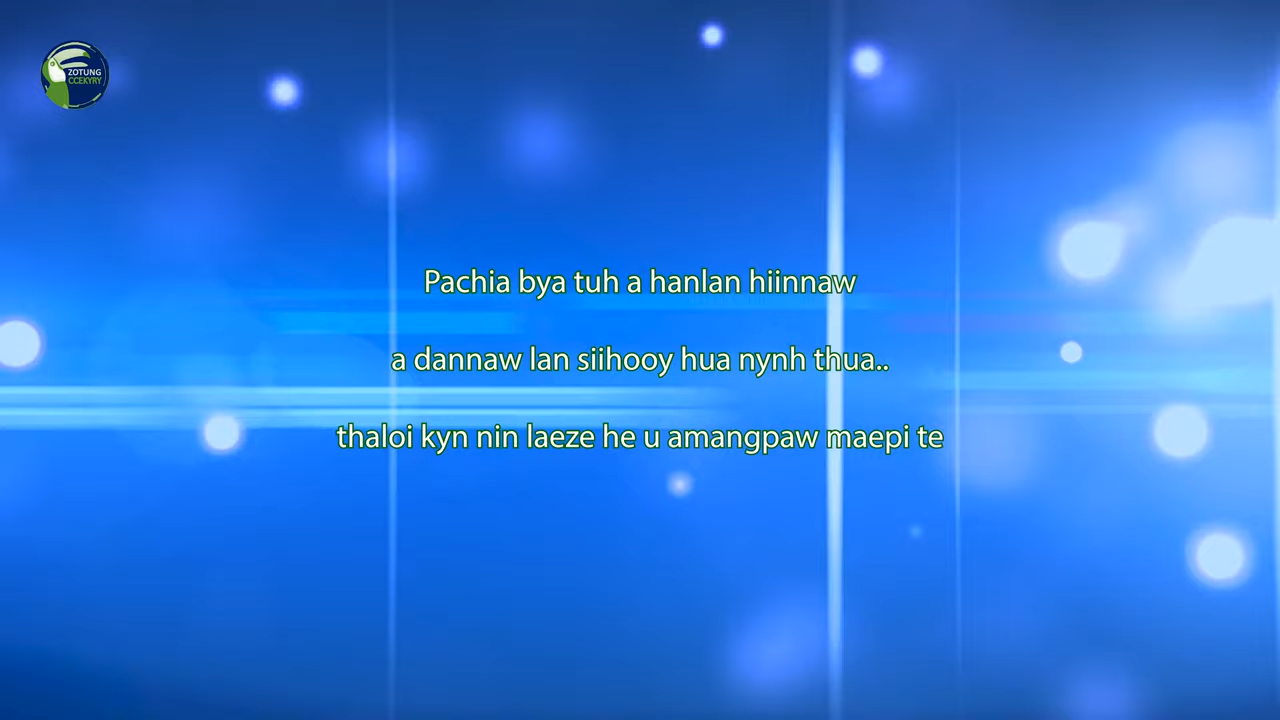 ZOTUNG
CCEKYRY
Pachia bya tuh a hanlan hiinnaw
a dannaw lan siihooy hua nynh thua..
thaloi kyn nin laeze he u amangpaw maepi te